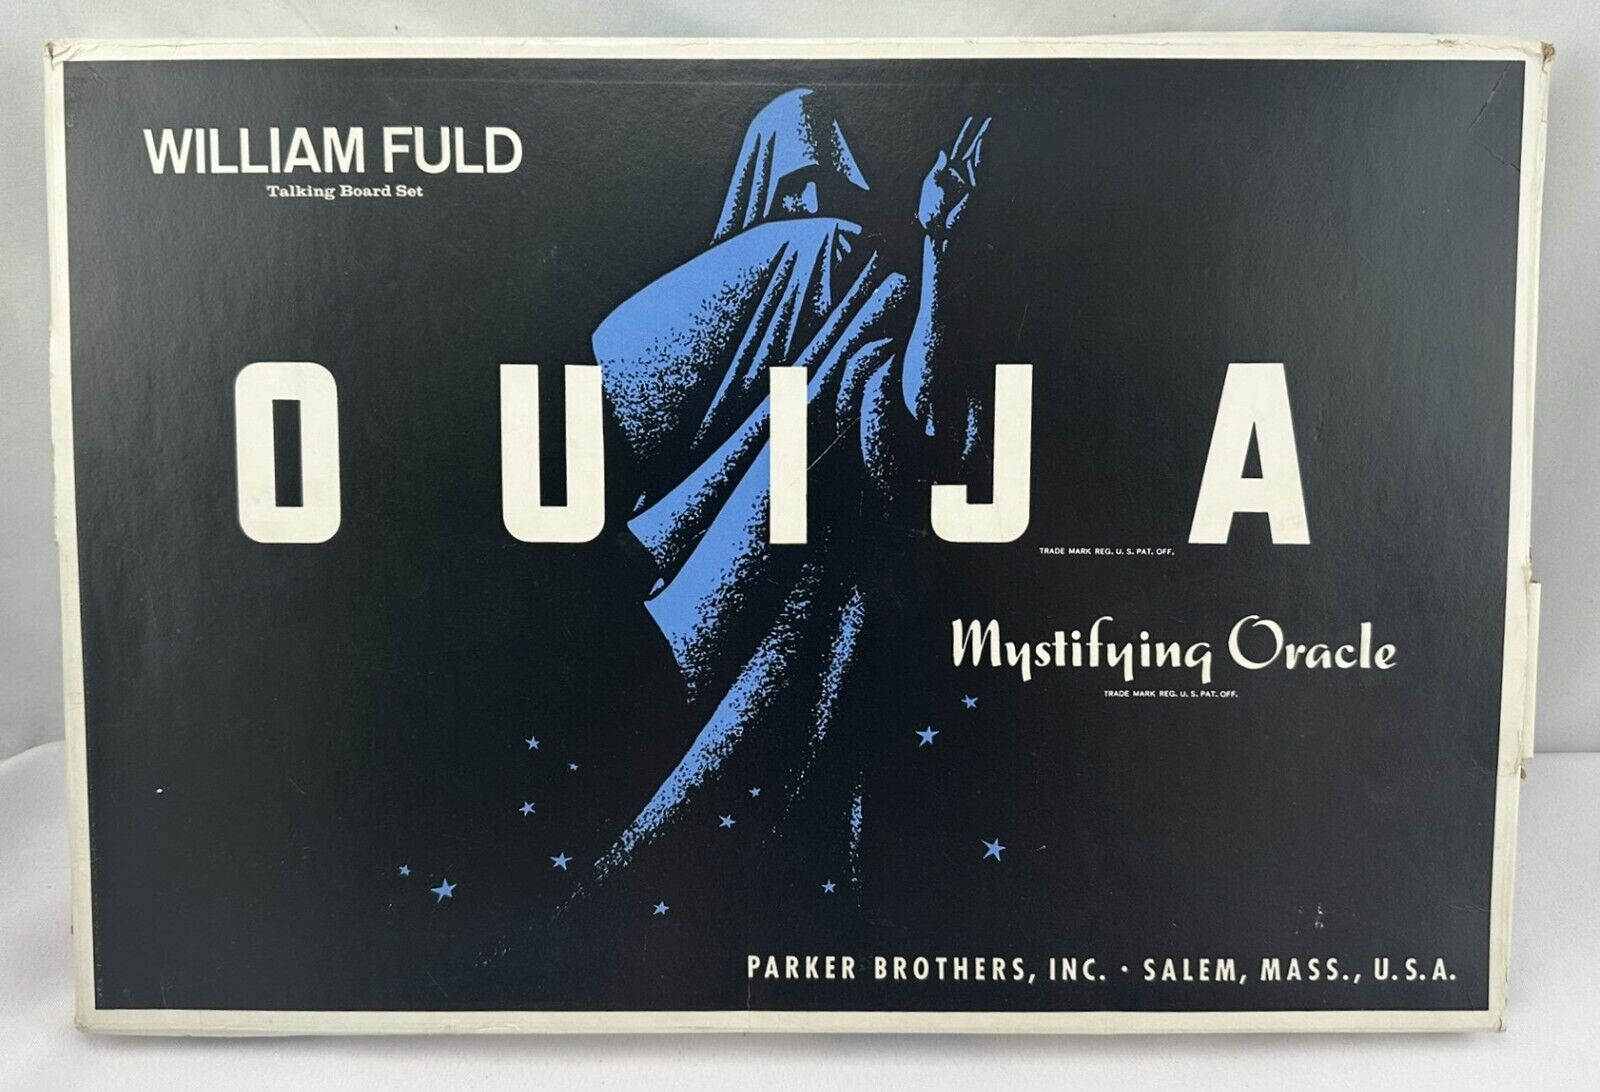 WILLIAM FULD
Talking Board Set
OUIJA
TRADE MARK REG. U. S. PAT. OFF.
Mystifying Oracle
TRADE MARK REG. U. S. PAT. OFF.
PARKER BROTHERS, INC. · SALEM, MASS., U.S.A.